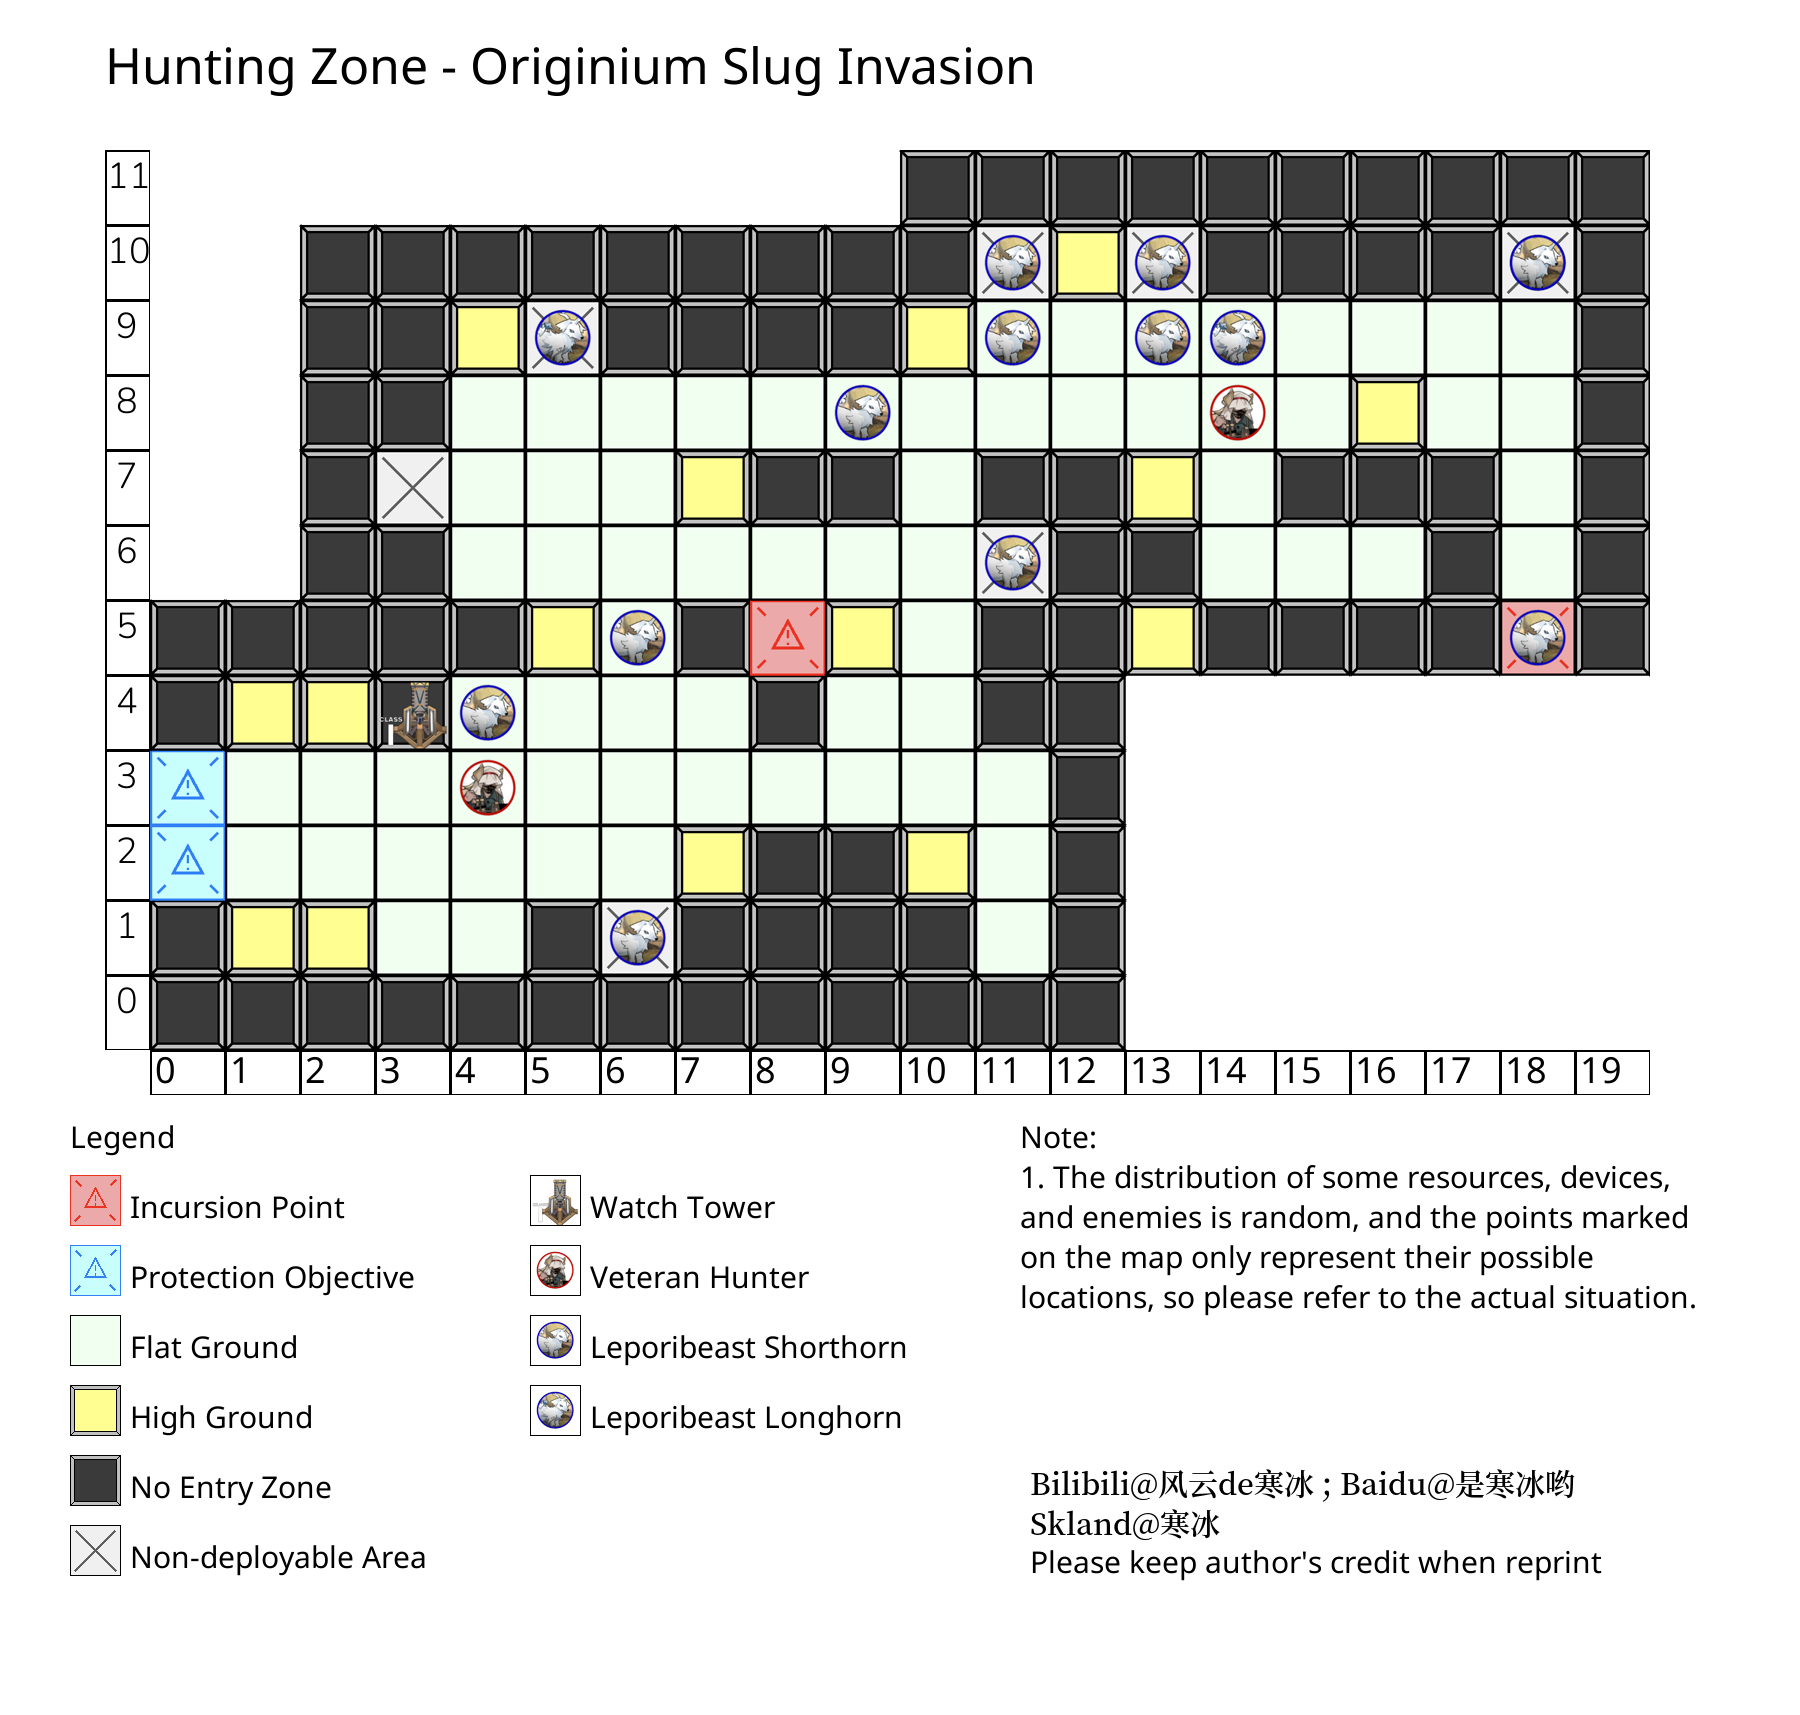 Hunting Zone - Originium Slug Invasion
11
10
9
8
7
6
5
4
CLASS
3
2
1
0
0 1 2 3 4 5 6 7 8 9 10 11 12 13 14 15 16 17 18 19
Legend
Incursion Point
Protection Objective
Flat Ground
High Ground
No Entry Zone
Non-deployable Area
Watch Tower
Veteran Hunter
Leporibeast Shorthorn
Leporibeast Longhorn
Note:
1. The distribution of some resources, devices,
and enemies is random, and the points marked
on the map only represent their possible
locations, so please refer to the actual situation.
Bilibili@风云de寒冰 ; Baidu@是寒冰哟
Skland@寒冰
Please keep author's credit when reprint